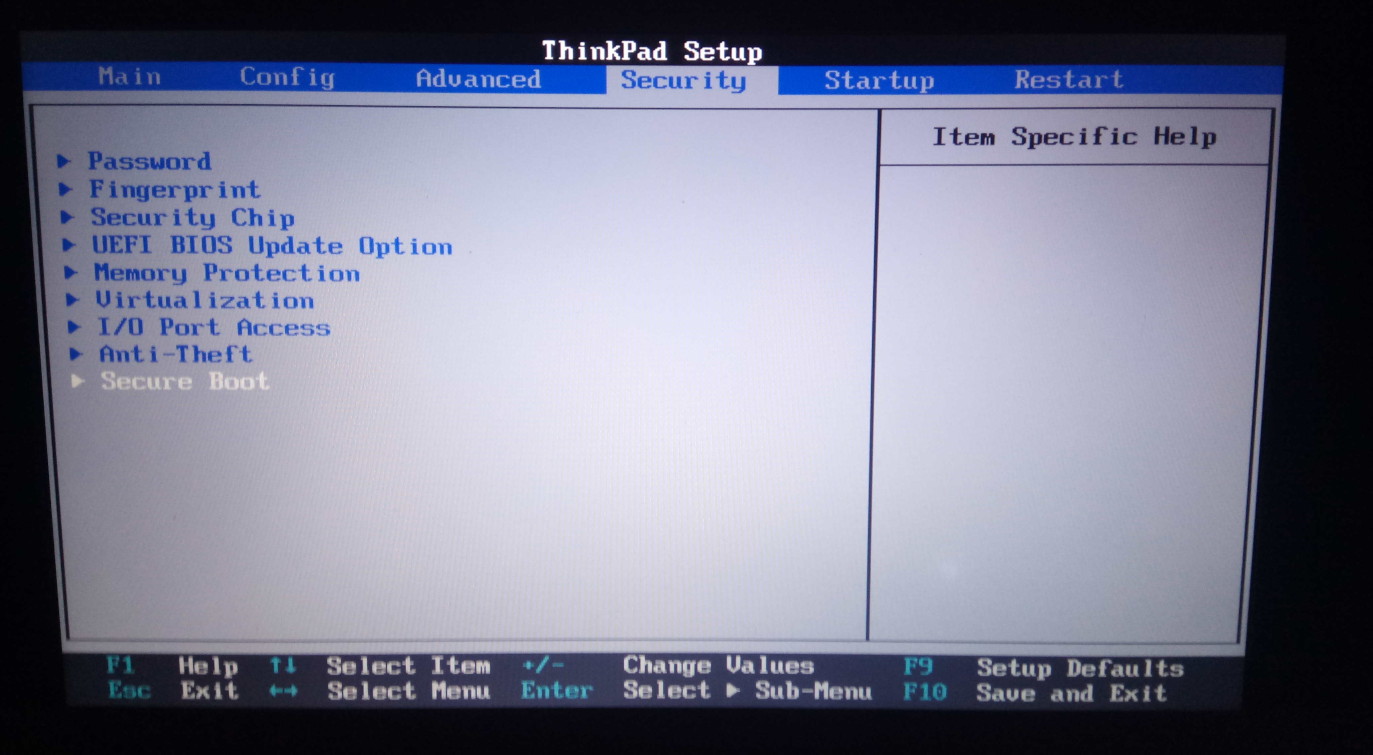 ThinkPad Setup
Main Config Advanced Security Startup Restart
Item Specific Help
Password
Fingerprint
Security Chip
UEFI BIOS Update Option
Memory Protection
Virtualization
I/O Port Access
Anti-Theft
Secure Boot
F1 Help ↑↓ Select Item +/- Change Values F9 Setup Defaults
Esc Exit ←→ Select Menu Enter Select ▶ Sub-Menu F10 Save and Exit